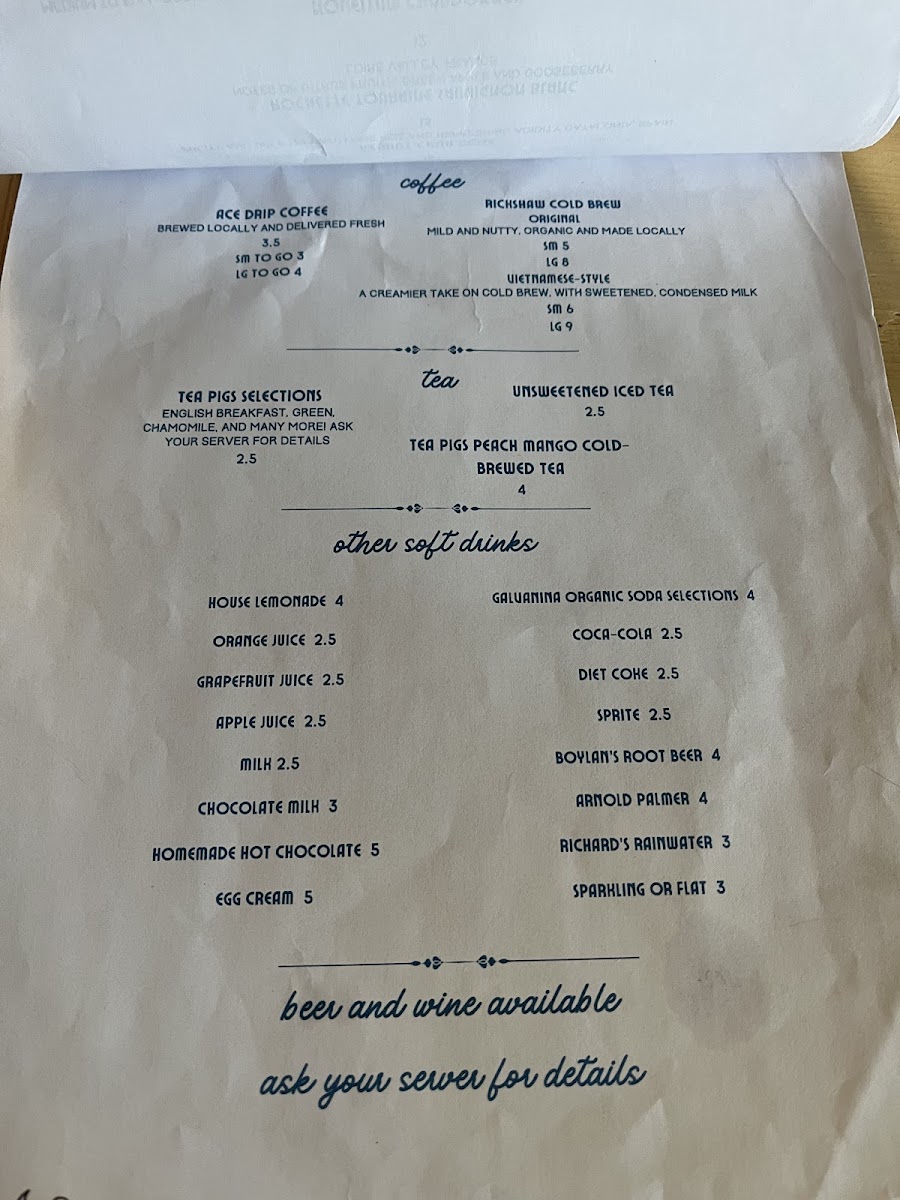 coffee
ACE DRIP COFFEE
BREWED LOCALLY AND DELIVERED FRESH
3.5
SM TO GO 3
LG TO GO 4
RICKSHAW COLD BREW
ORIGINAL
MILD AND NUTTY, ORGANIC AND MADE LOCALLY
SM 5
LG 8
VIETNAMESE-STYLE
A CREAMIER TAKE ON COLD BREW, WITH SWEETENED, CONDENSED MILK
SM 6
LG 9
tea
TEA PIGS SELECTIONS
ENGLISH BREAKFAST, GREEN,
CHAMOMILE, AND MANY MORE! ASK
YOUR SERVER FOR DETAILS
2.5
UNSWEETENED ICED TEA
2.5
TEA PIGS PEACH MANGO COLD-
BREWED TEA
4
other soft drinks
HOUSE LEMONADE 4
ORANGE JUICE 2.5
GRAPEFRUIT JUICE 2.5
APPLE JUICE 2.5
MILK 2.5
CHOCOLATE MILK 3
HOMEMADE HOT CHOCOLATE 5
EGG CREAM 5
GALVANINA ORGANIC SODA SELECTIONS 4
COCA-COLA 2.5
DIET COKE 2.5
SPRITE 2.5
BOYLAN'S ROOT BEER 4
ARNOLD PALMER 4
RICHARD'S RAINWATER 3
SPARKLING OR FLAT 3
beer and wine available
ask your server for details